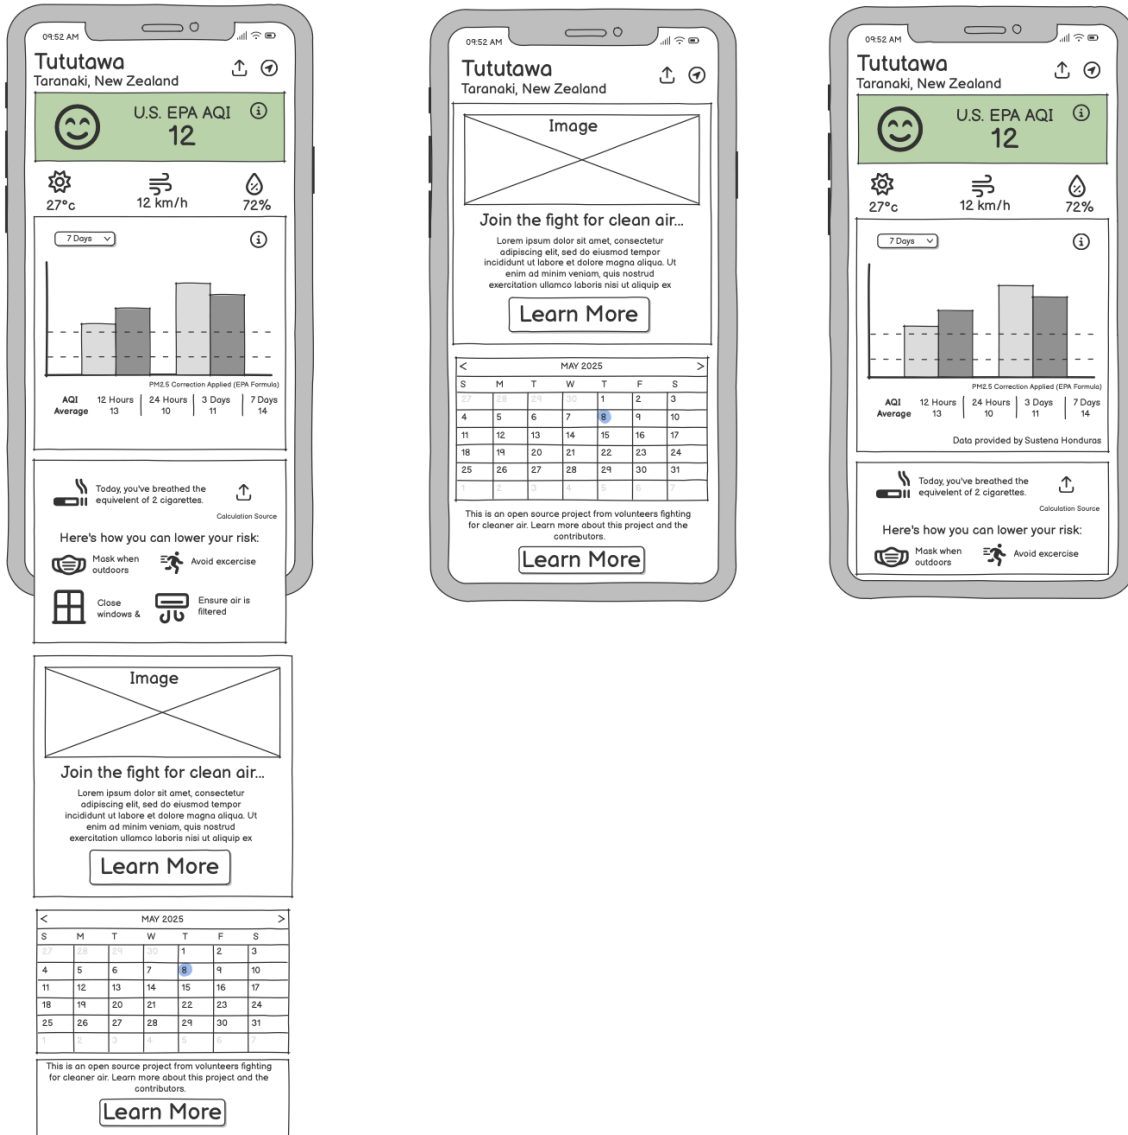 09:52 AM
Tututawa
Taranaki, New Zealand
U.S. EPA AQI
12
27°c
12 km/h
72%
7 Days
PM2.5 Correction Applied (EPA Formula)
AQI Average
12 Hours 13
24 Hours 10
3 Days 11
7 Days 14
Today, you've breathed the
equivelent of 2 cigarettes.
Calculation Source
Here's how you can lower your risk:
Mask when
outdoors
Avoid excercise
Close
windows &
Ensure air is
filtered
Image
Join the fight for clean air...
Lorem ipsum dolor sit amet, consectetur
adipiscing elit, sed do eiusmod tempor
incididunt ut labore et dolore magna aliqua. Ut
enim ad minim veniam, quis nostrud
exercitation ullamco laboris nisi ut aliquip ex
Learn More
< MAY 2025 >
S M T W T F S
27 28 29 30 1 2 3
4 5 6 7 8 9 10
11 12 13 14 15 16 17
18 19 20 21 22 23 24
25 26 27 28 29 30 31
1 2 3 4 5 6 7
This is an open source project from volunteers fighting
for cleaner air. Learn more about this project and the
contributors.
Learn More
09:52 AM
Tututawa
Taranaki, New Zealand
Image
Join the fight for clean air...
Lorem ipsum dolor sit amet, consectetur
adipiscing elit, sed do eiusmod tempor
incididunt ut labore et dolore magna aliqua. Ut
enim ad minim veniam, quis nostrud
exercitation ullamco laboris nisi ut aliquip ex
Learn More
< MAY 2025 >
S M T W T F S
27 28 29 30 1 2 3
4 5 6 7 8 9 10
11 12 13 14 15 16 17
18 19 20 21 22 23 24
25 26 27 28 29 30 31
1 2 3 4 5 6 7
This is an open source project from volunteers fighting
for cleaner air. Learn more about this project and the
contributors.
Learn More
09:52 AM
Tututawa
Taranaki, New Zealand
U.S. EPA AQI
12
27°c
12 km/h
72%
7 Days
PM2.5 Correction Applied (EPA Formula)
AQI Average
12 Hours 13
24 Hours 10
3 Days 11
7 Days 14
Data provided by Sustena Honduras
Today, you've breathed the
equivelent of 2 cigarettes.
Calculation Source
Here's how you can lower your risk:
Mask when
outdoors
Avoid excercise